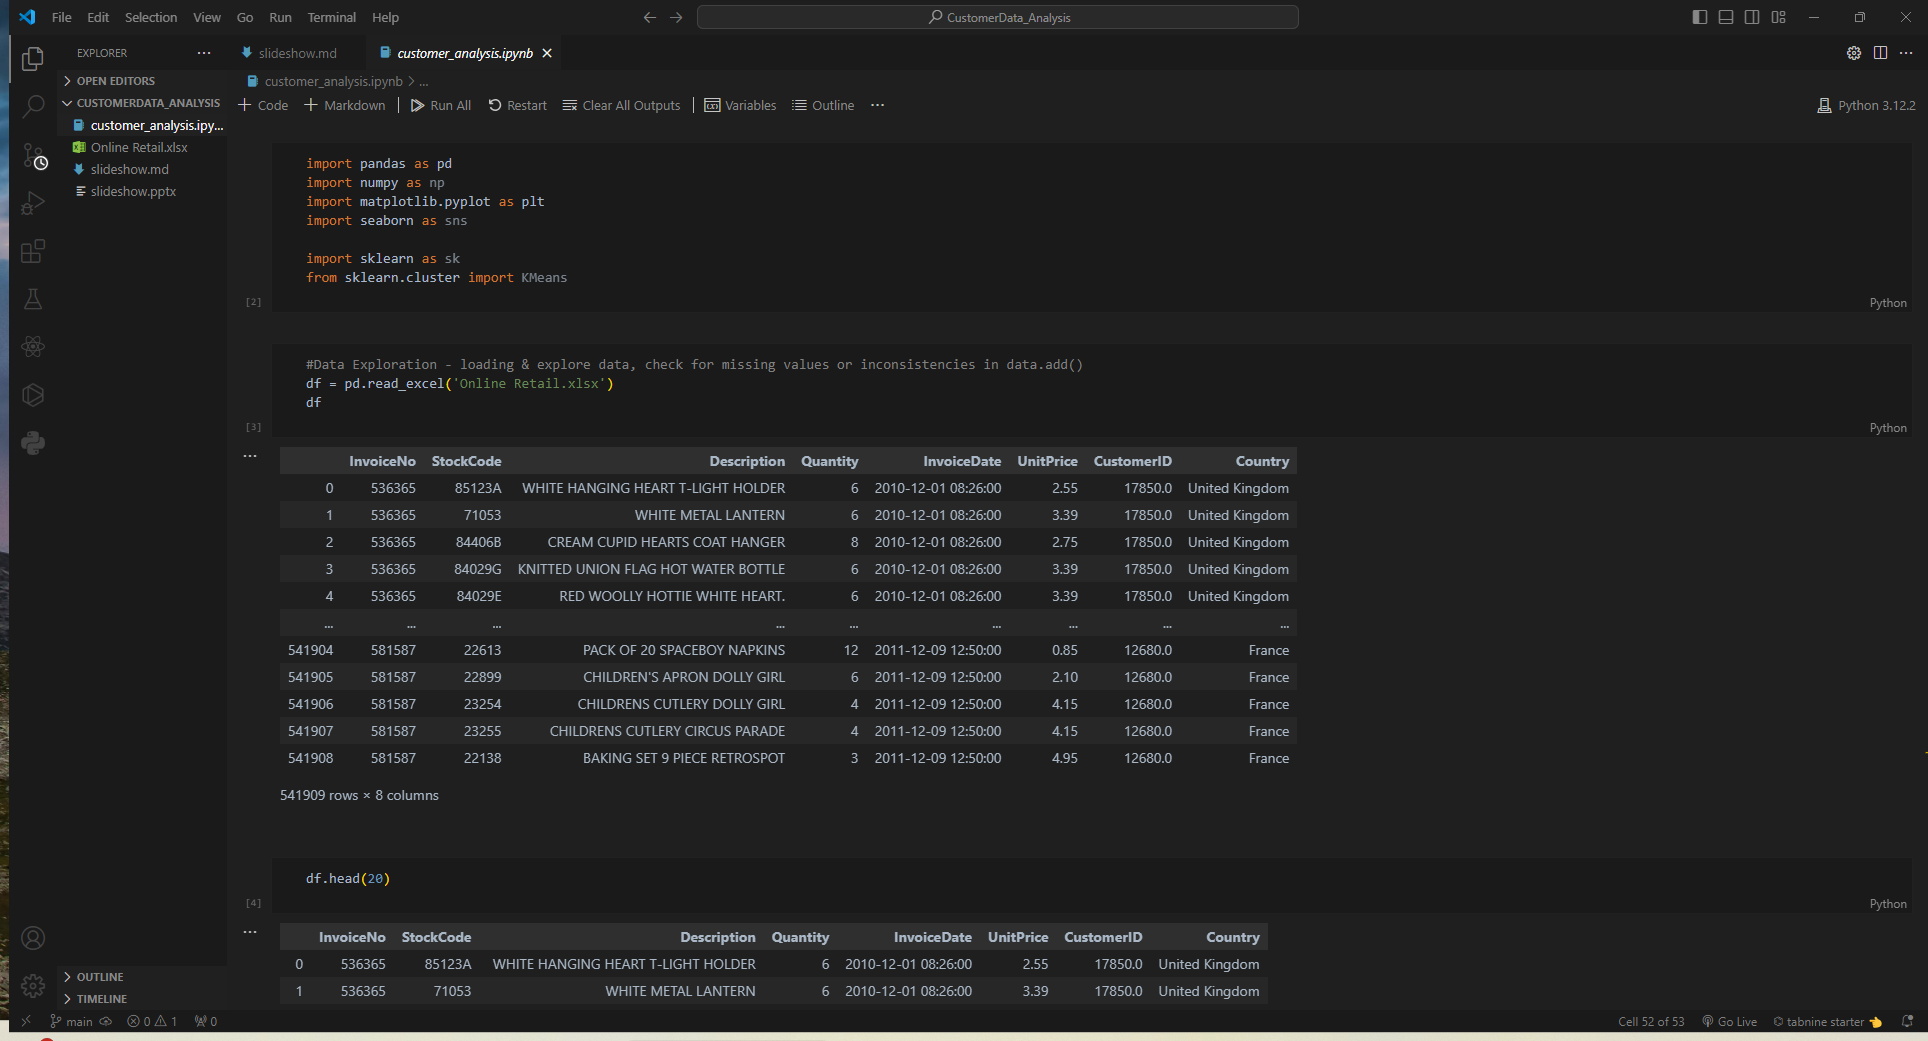 File Edit Selection View Go Run Terminal Help
CustomerData_Analysis
EXPLORER
slideshow.md
customer_analysis.ipynb
OPEN EDITORS
CUSTOMERDATA_ANALYSIS
customer_analysis.ipy...
Online Retail.xlsx
slideshow.md
slideshow.pptx
customer_analysis.ipynb > ...
Code Markdown Run All Restart Clear All Outputs Variables Outline ...
Python 3.12.2
import pandas as pd
import numpy as np
import matplotlib.pyplot as plt
import seaborn as sns
import sklearn as sk
from sklearn.cluster import KMeans
[2]
Python
#Data Exploration - loading & explore data, check for missing values or inconsistencies in data.add()
df = pd.read_excel('Online Retail.xlsx')
df
[3]
Python
InvoiceNo StockCode Description Quantity InvoiceDate UnitPrice CustomerID Country
0 536365 85123A WHITE HANGING HEART T-LIGHT HOLDER 6 2010-12-01 08:26:00 2.55 17850.0 United Kingdom
1 536365 71053 WHITE METAL LANTERN 6 2010-12-01 08:26:00 3.39 17850.0 United Kingdom
2 536365 84406B CREAM CUPID HEARTS COAT HANGER 8 2010-12-01 08:26:00 2.75 17850.0 United Kingdom
3 536365 84029G KNITTED UNION FLAG HOT WATER BOTTLE 6 2010-12-01 08:26:00 3.39 17850.0 United Kingdom
4 536365 84029E RED WOOLLY HOTTIE WHITE HEART. 6 2010-12-01 08:26:00 3.39 17850.0 United Kingdom
... ... ... ... ... ... ... ... ...
541904 581587 22613 PACK OF 20 SPACEBOY NAPKINS 12 2011-12-09 12:50:00 0.85 12680.0 France
541905 581587 22899 CHILDREN'S APRON DOLLY GIRL 6 2011-12-09 12:50:00 2.10 12680.0 France
541906 581587 23254 CHILDRENS CUTLERY DOLLY GIRL 4 2011-12-09 12:50:00 4.15 12680.0 France
541907 581587 23255 CHILDRENS CUTLERY CIRCUS PARADE 4 2011-12-09 12:50:00 4.15 12680.0 France
541908 581587 22138 BAKING SET 9 PIECE RETROSPOT 3 2011-12-09 12:50:00 4.95 12680.0 France
541909 rows × 8 columns
df.head(20)
[4]
Python
InvoiceNo StockCode Description Quantity InvoiceDate UnitPrice CustomerID Country
0 536365 85123A WHITE HANGING HEART T-LIGHT HOLDER 6 2010-12-01 08:26:00 2.55 17850.0 United Kingdom
1 536365 71053 WHITE METAL LANTERN 6 2010-12-01 08:26:00 3.39 17850.0 United Kingdom
OUTLINE
TIMELINE
main 0 1 0
Cell 52 of 53 Go Live tabnine starter